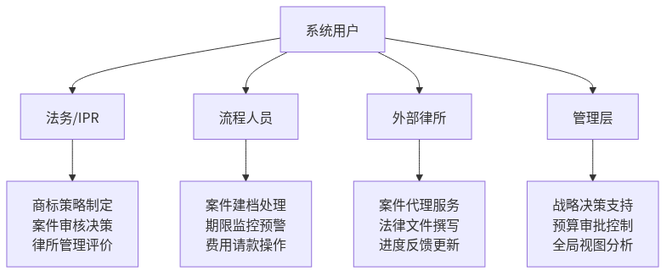 系统用户
法务/IPR
流程人员
外部律所
管理层
商标策略制定
案件审核决策
律所管理评价
案件建档处理
期限监控预警
费用请款操作
案件代理服务
法律文件撰写
进度反馈更新
战略决策支持
预算审批控制
全局视图分析